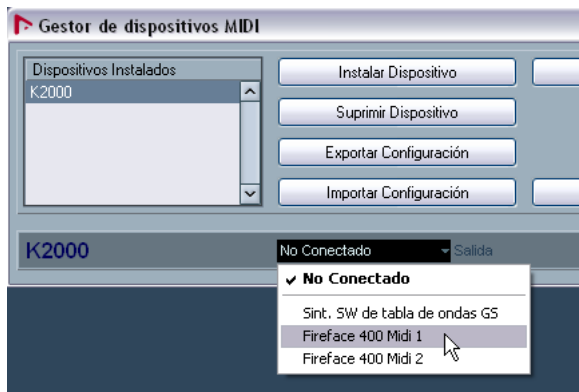 Gestor de dispositivos MIDI
Dispositivos Instalados
K2000
Instalar Dispositivo
Suprimir Dispositivo
Exportar Configuración
Importar Configuración
K2000
No Conectado
Salida
No Conectado
Sint. SW de tabla de ondas GS
Fireface 400 Midi 1
Fireface 400 Midi 2